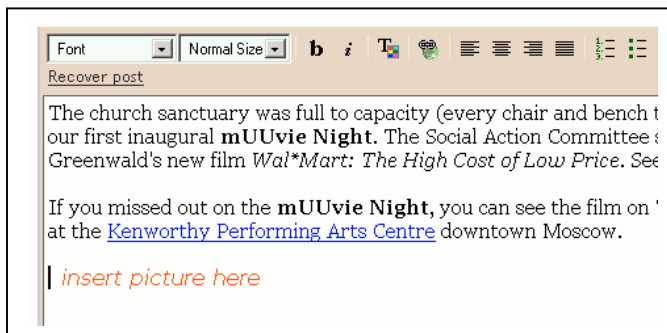 Font Normal Size b i T
Recover post
The church sanctuary was full to capacity (every chair and bench
our first inaugural mUUvie Night. The Social Action Committee
Greenwald's new film Wal*Mart: The High Cost of Low Price. See
If you missed out on the mUUvie Night, you can see the film on
at the Kenworthy Performing Arts Centre downtown Moscow.
insert picture here